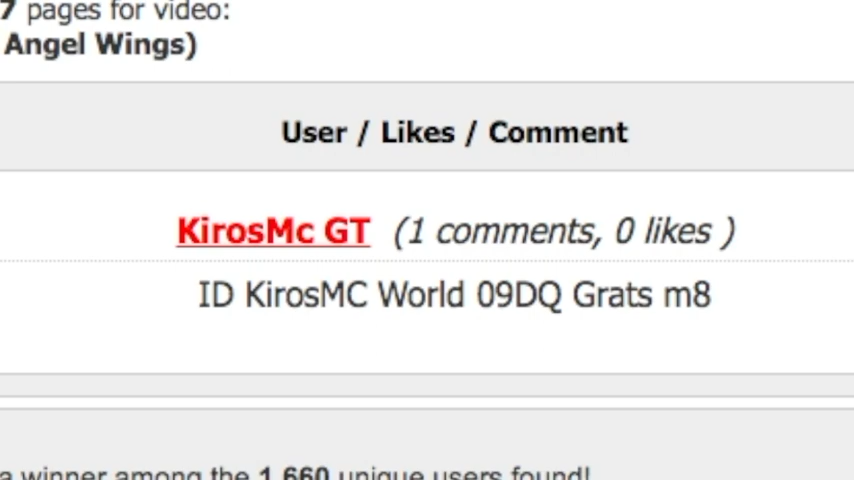 7 pages for video:
Angel Wings)
User / Likes / Comment
KirosMc GT (1 comments, 0 likes )
ID KirosMC World 09DQ Grats m8
a winner among the 1,660 unique users found!